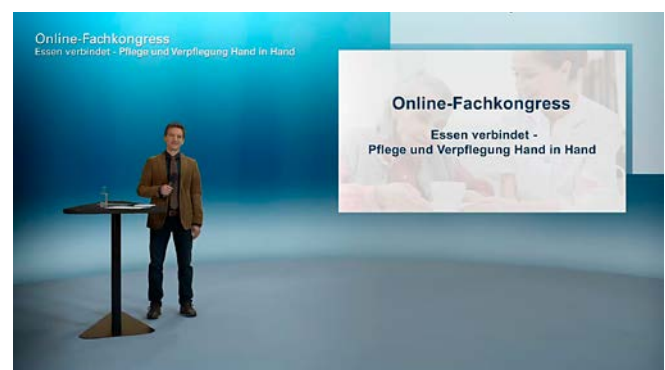 Online-Fachkongress
Essen verbindet - Pflege und Verpflegung Hand in Hand
Online-Fachkongress
Essen verbindet -
Pflege und Verpflegung Hand in Hand